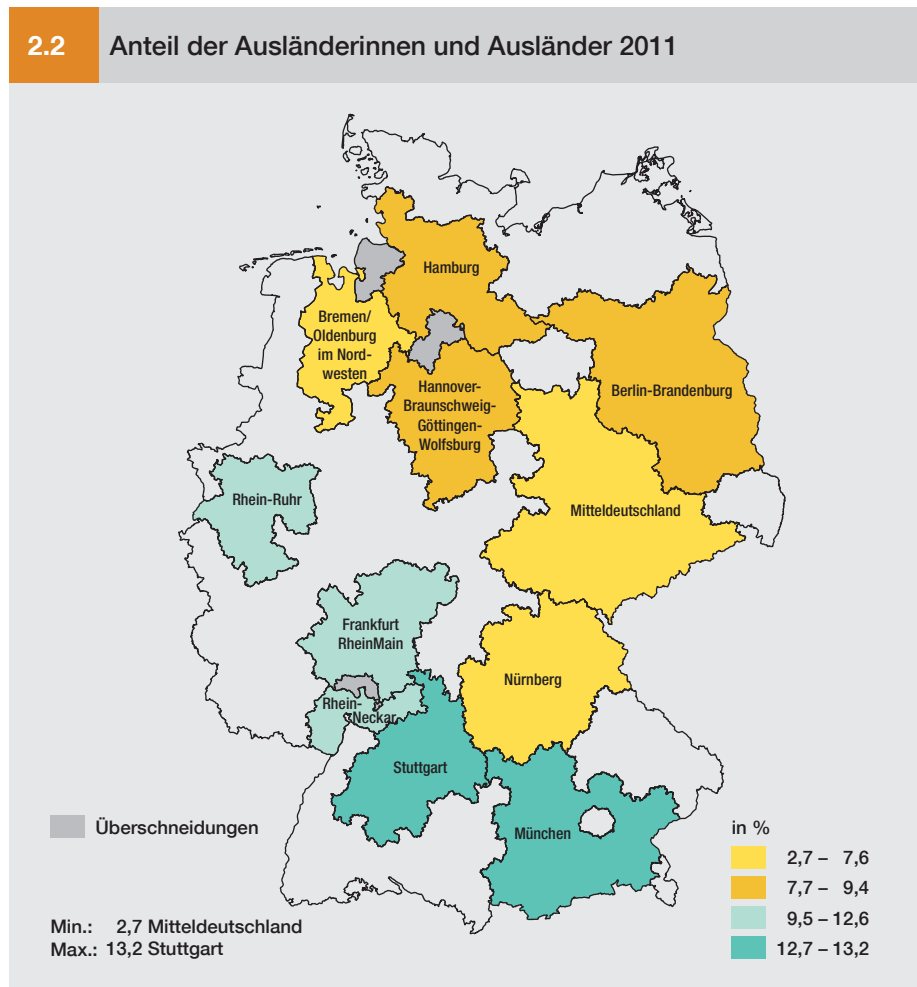 2.2 Anteil der Ausländerinnen und Ausländer 2011
Hamburg
Bremen/
Oldenburg
im Nord-
westen
Hannover-
Braunschweig-
Göttingen-
Wolfsburg
Berlin-Brandenburg
Rhein-Ruhr
Mitteldeutschland
Frankfurt
RheinMain
Nürnberg
Rhein-
Neckar
Stuttgart
München
Überschneidungen
in %
2,7 – 7,6
7,7 – 9,4
9,5 – 12,6
12,7 – 13,2
Min.: 2,7 Mitteldeutschland
Max.: 13,2 Stuttgart